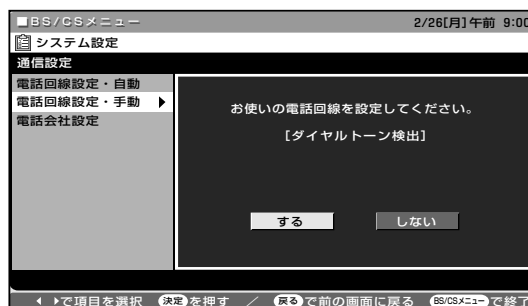 ■BS/CSメニュー 2/26[月]午前 9:00
システム設定
通信設定
電話回線設定・自動
電話回線設定・手動
電話会社設定
お使いの電話回線を設定してください。
[ダイヤルトーン検出]
する しない
で項目を選択 決定を押す / 戻るで前の画面に戻る BS/CSメニューで終了